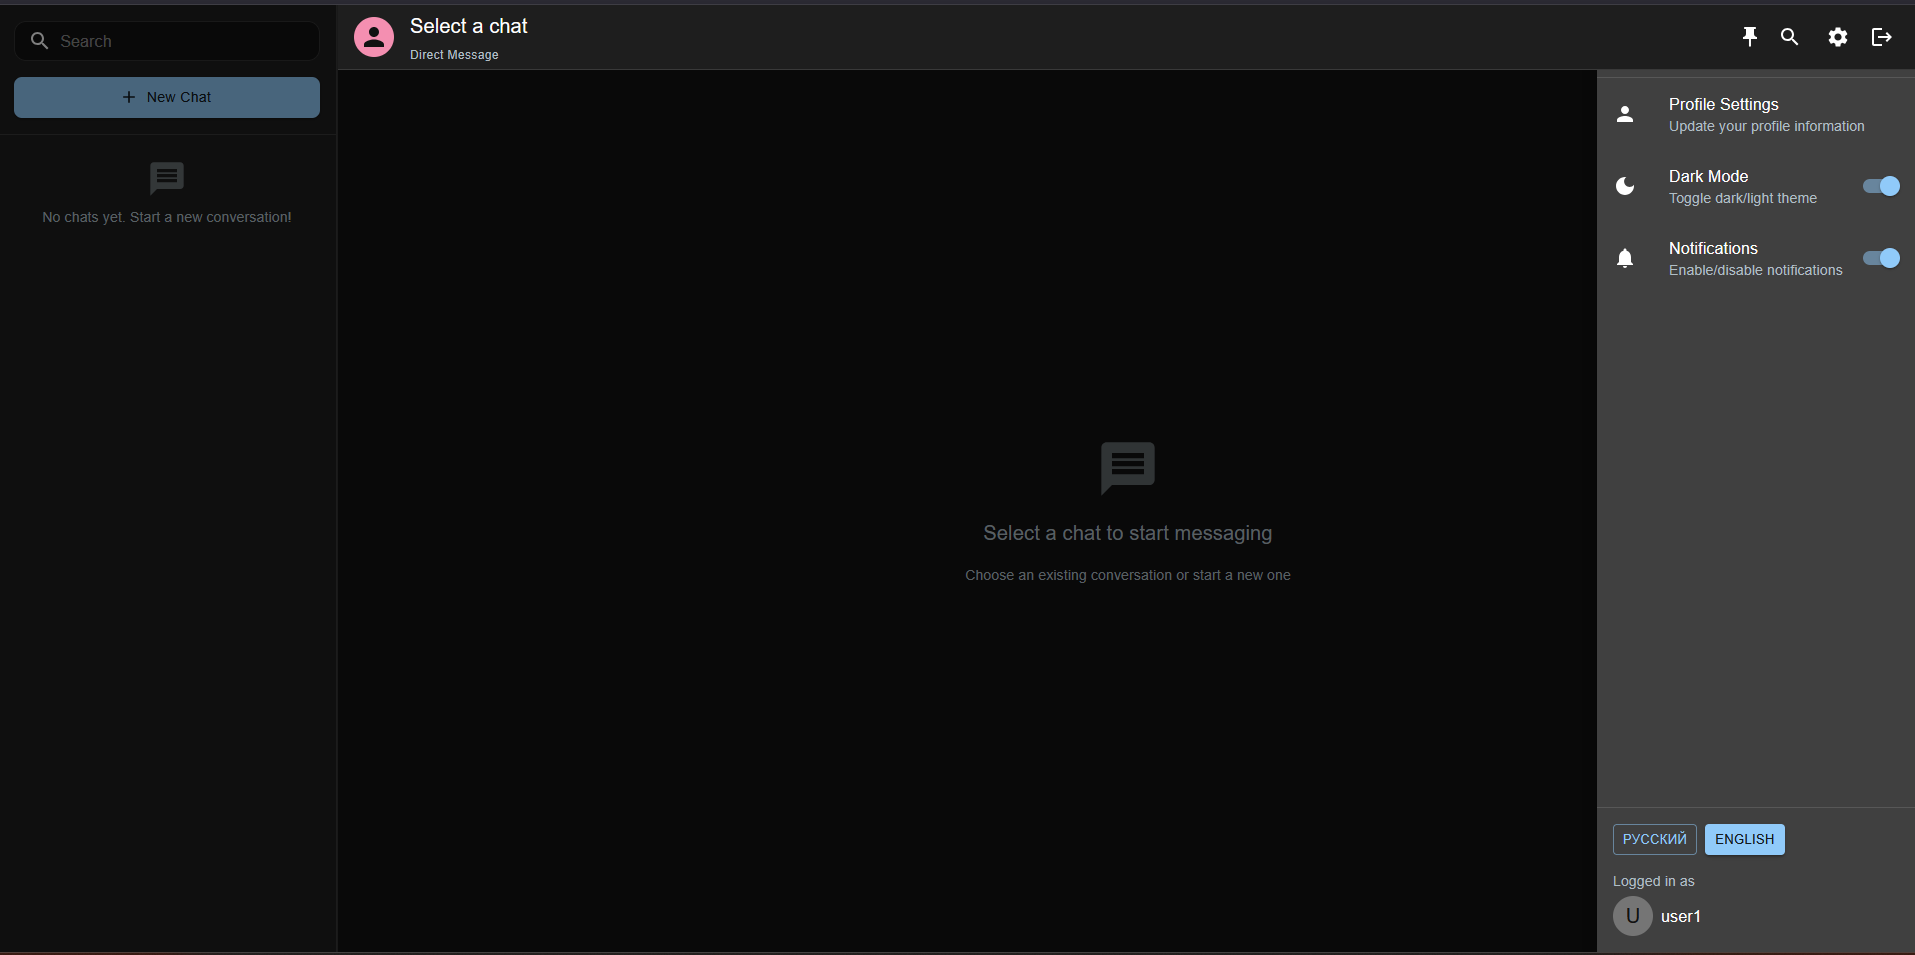 Search
New Chat
No chats yet. Start a new conversation!
Select a chat
Direct Message
Select a chat to start messaging
Choose an existing conversation or start a new one
Profile Settings
Update your profile information
Dark Mode
Toggle dark/light theme
Notifications
Enable/disable notifications
РУССКИЙ ENGLISH
Logged in as
U user1